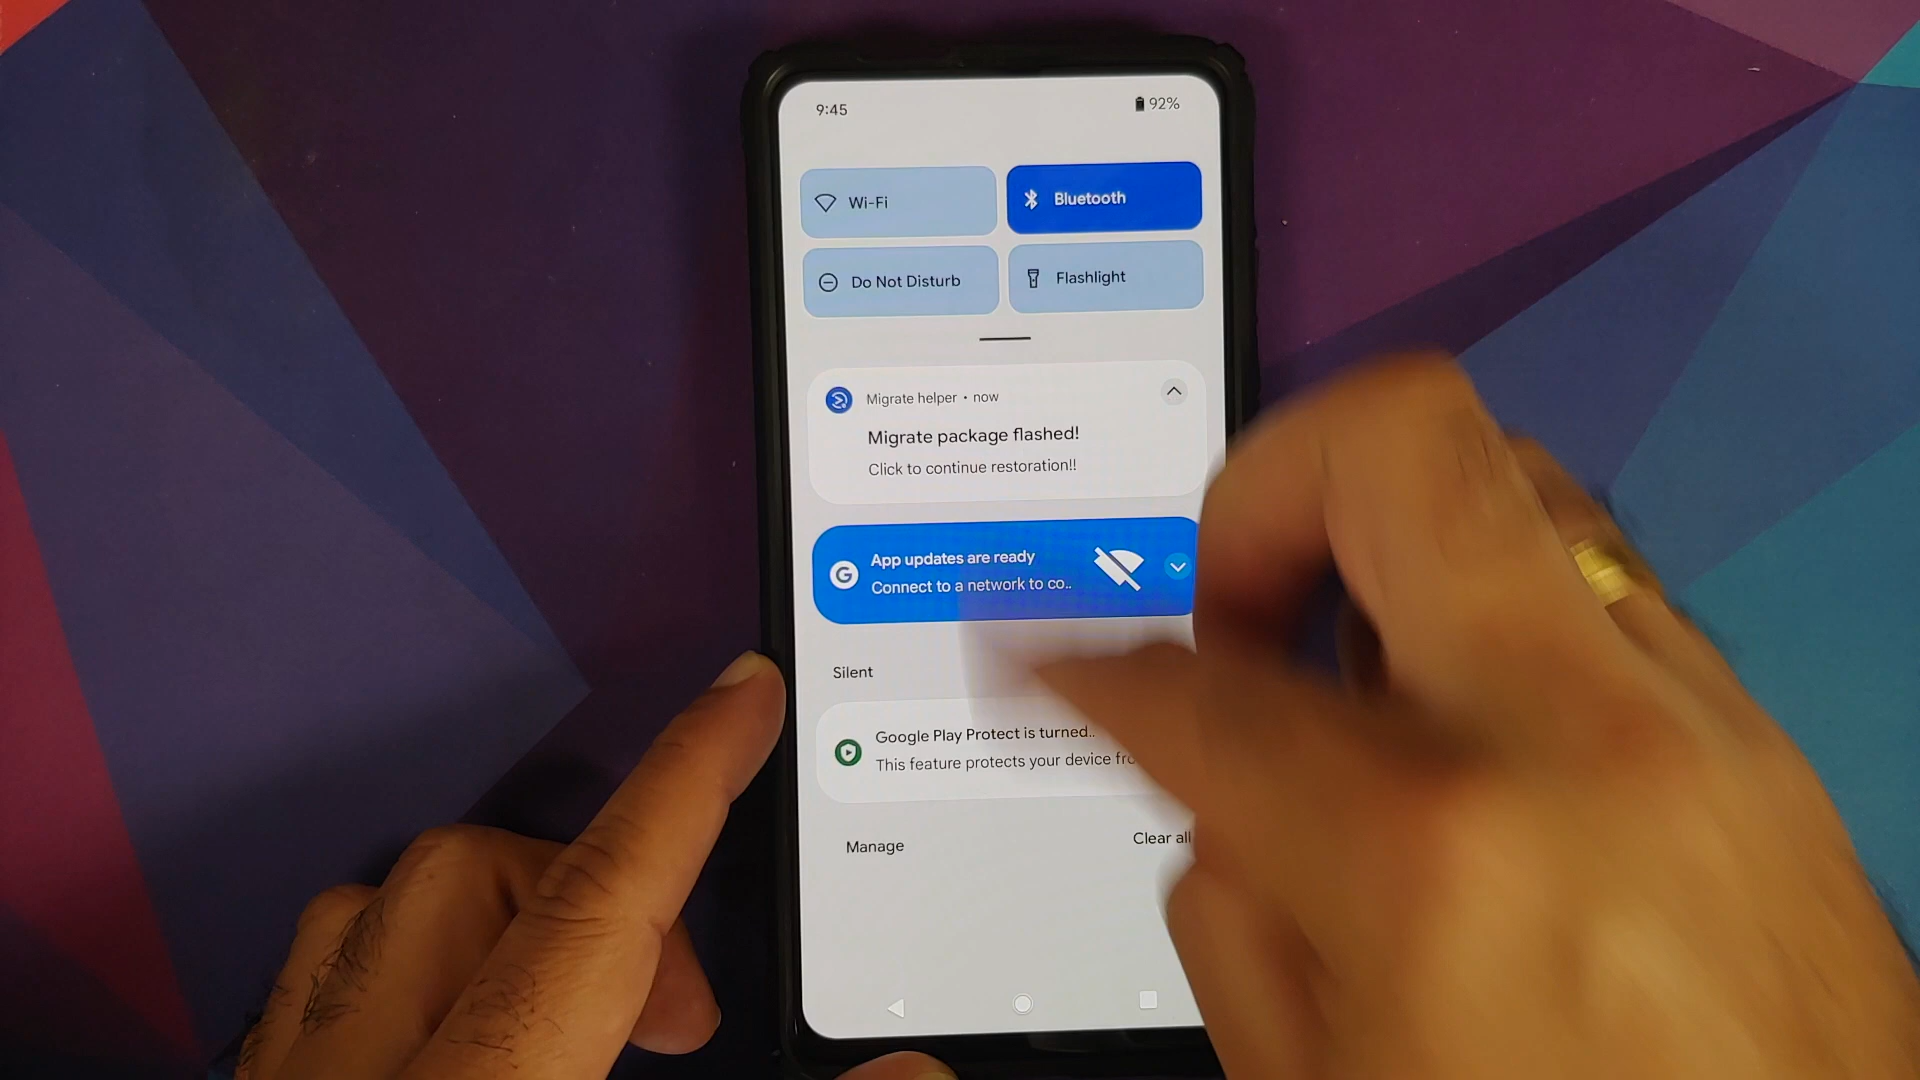 9:45
92%
Wi-Fi
Bluetooth
Do Not Disturb
Flashlight
Migrate helper • now
Migrate package flashed!
Click to continue restoration!!
G
App updates are ready
Connect to a network to co..
Silent
Google Play Protect is turned..
This feature protects your device
Manage
Clear all